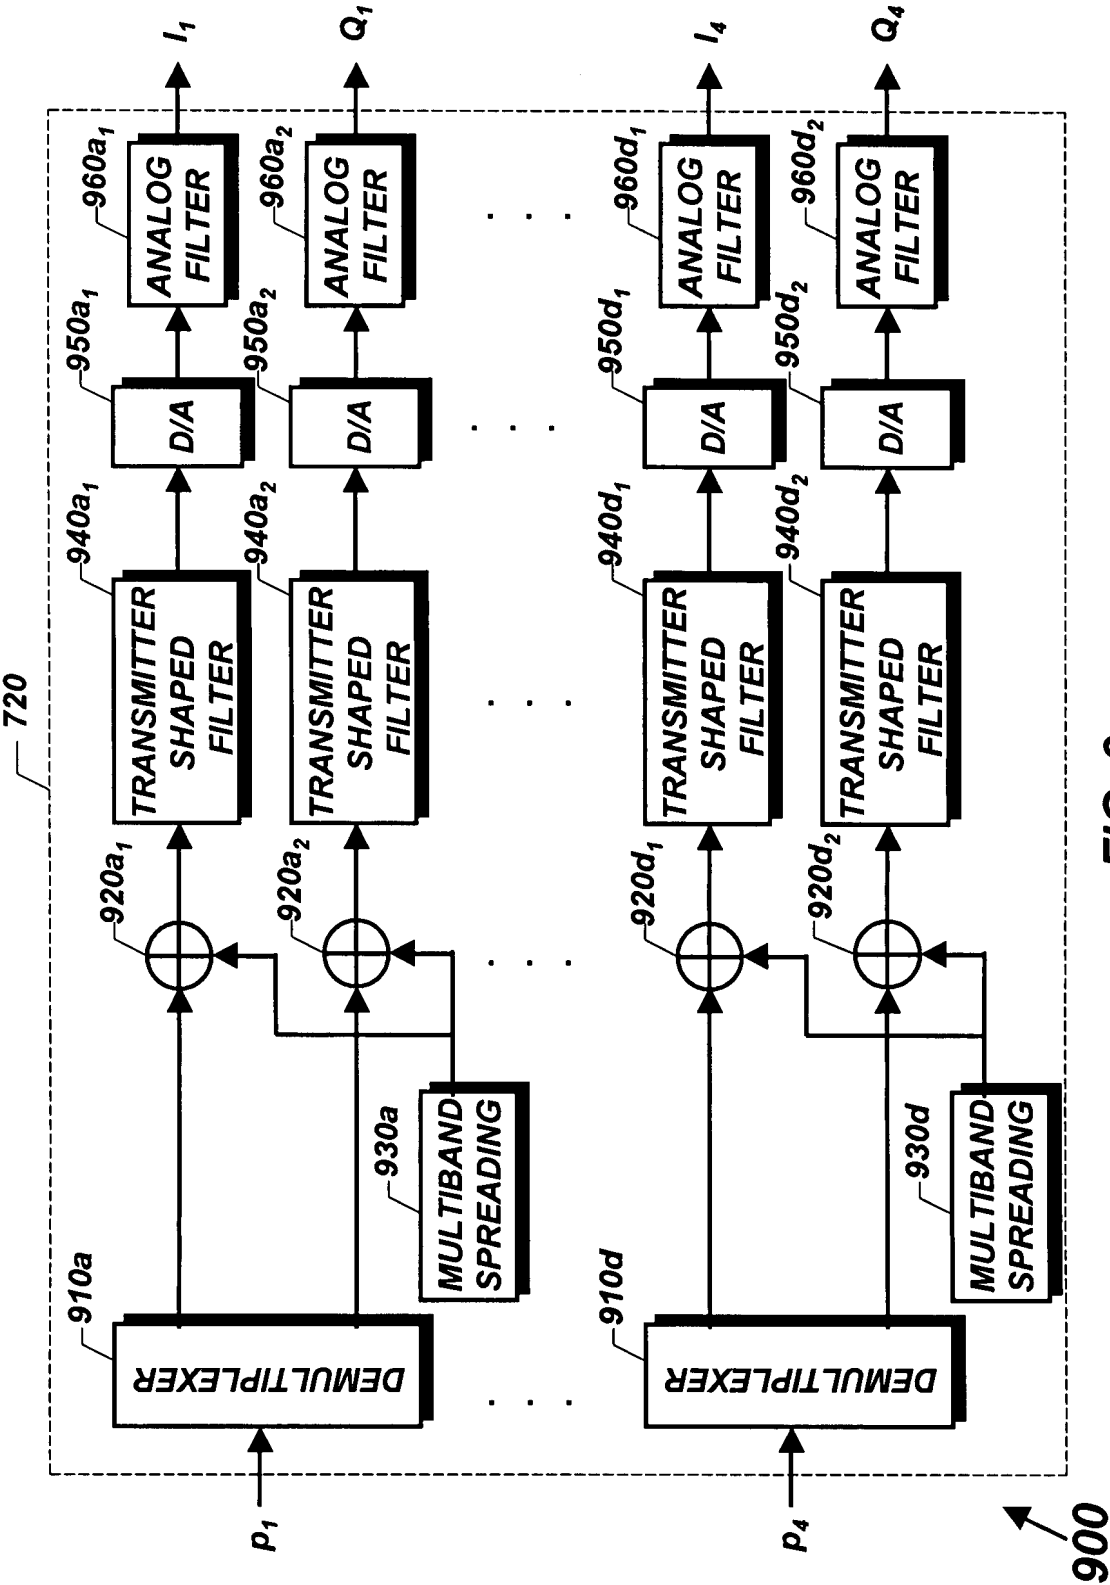 720
p₁
910a
DEMULTIPLEXER
930a
MULTIBAND
SPREADING
920a₁
920a₂
940a₁
TRANSMITTER
SHAPED
FILTER
940a₂
TRANSMITTER
SHAPED
FILTER
950a₁
D/A
950a₂
D/A
960a₁
ANALOG
FILTER
960a₂
ANALOG
FILTER
I₁
Q₁
p₄
910d
DEMULTIPLEXER
930d
MULTIBAND
SPREADING
920d₁
920d₂
940d₁
TRANSMITTER
SHAPED
FILTER
940d₂
TRANSMITTER
SHAPED
FILTER
950d₁
D/A
950d₂
D/A
960d₁
ANALOG
FILTER
960d₂
ANALOG
FILTER
I₄
Q₄
900